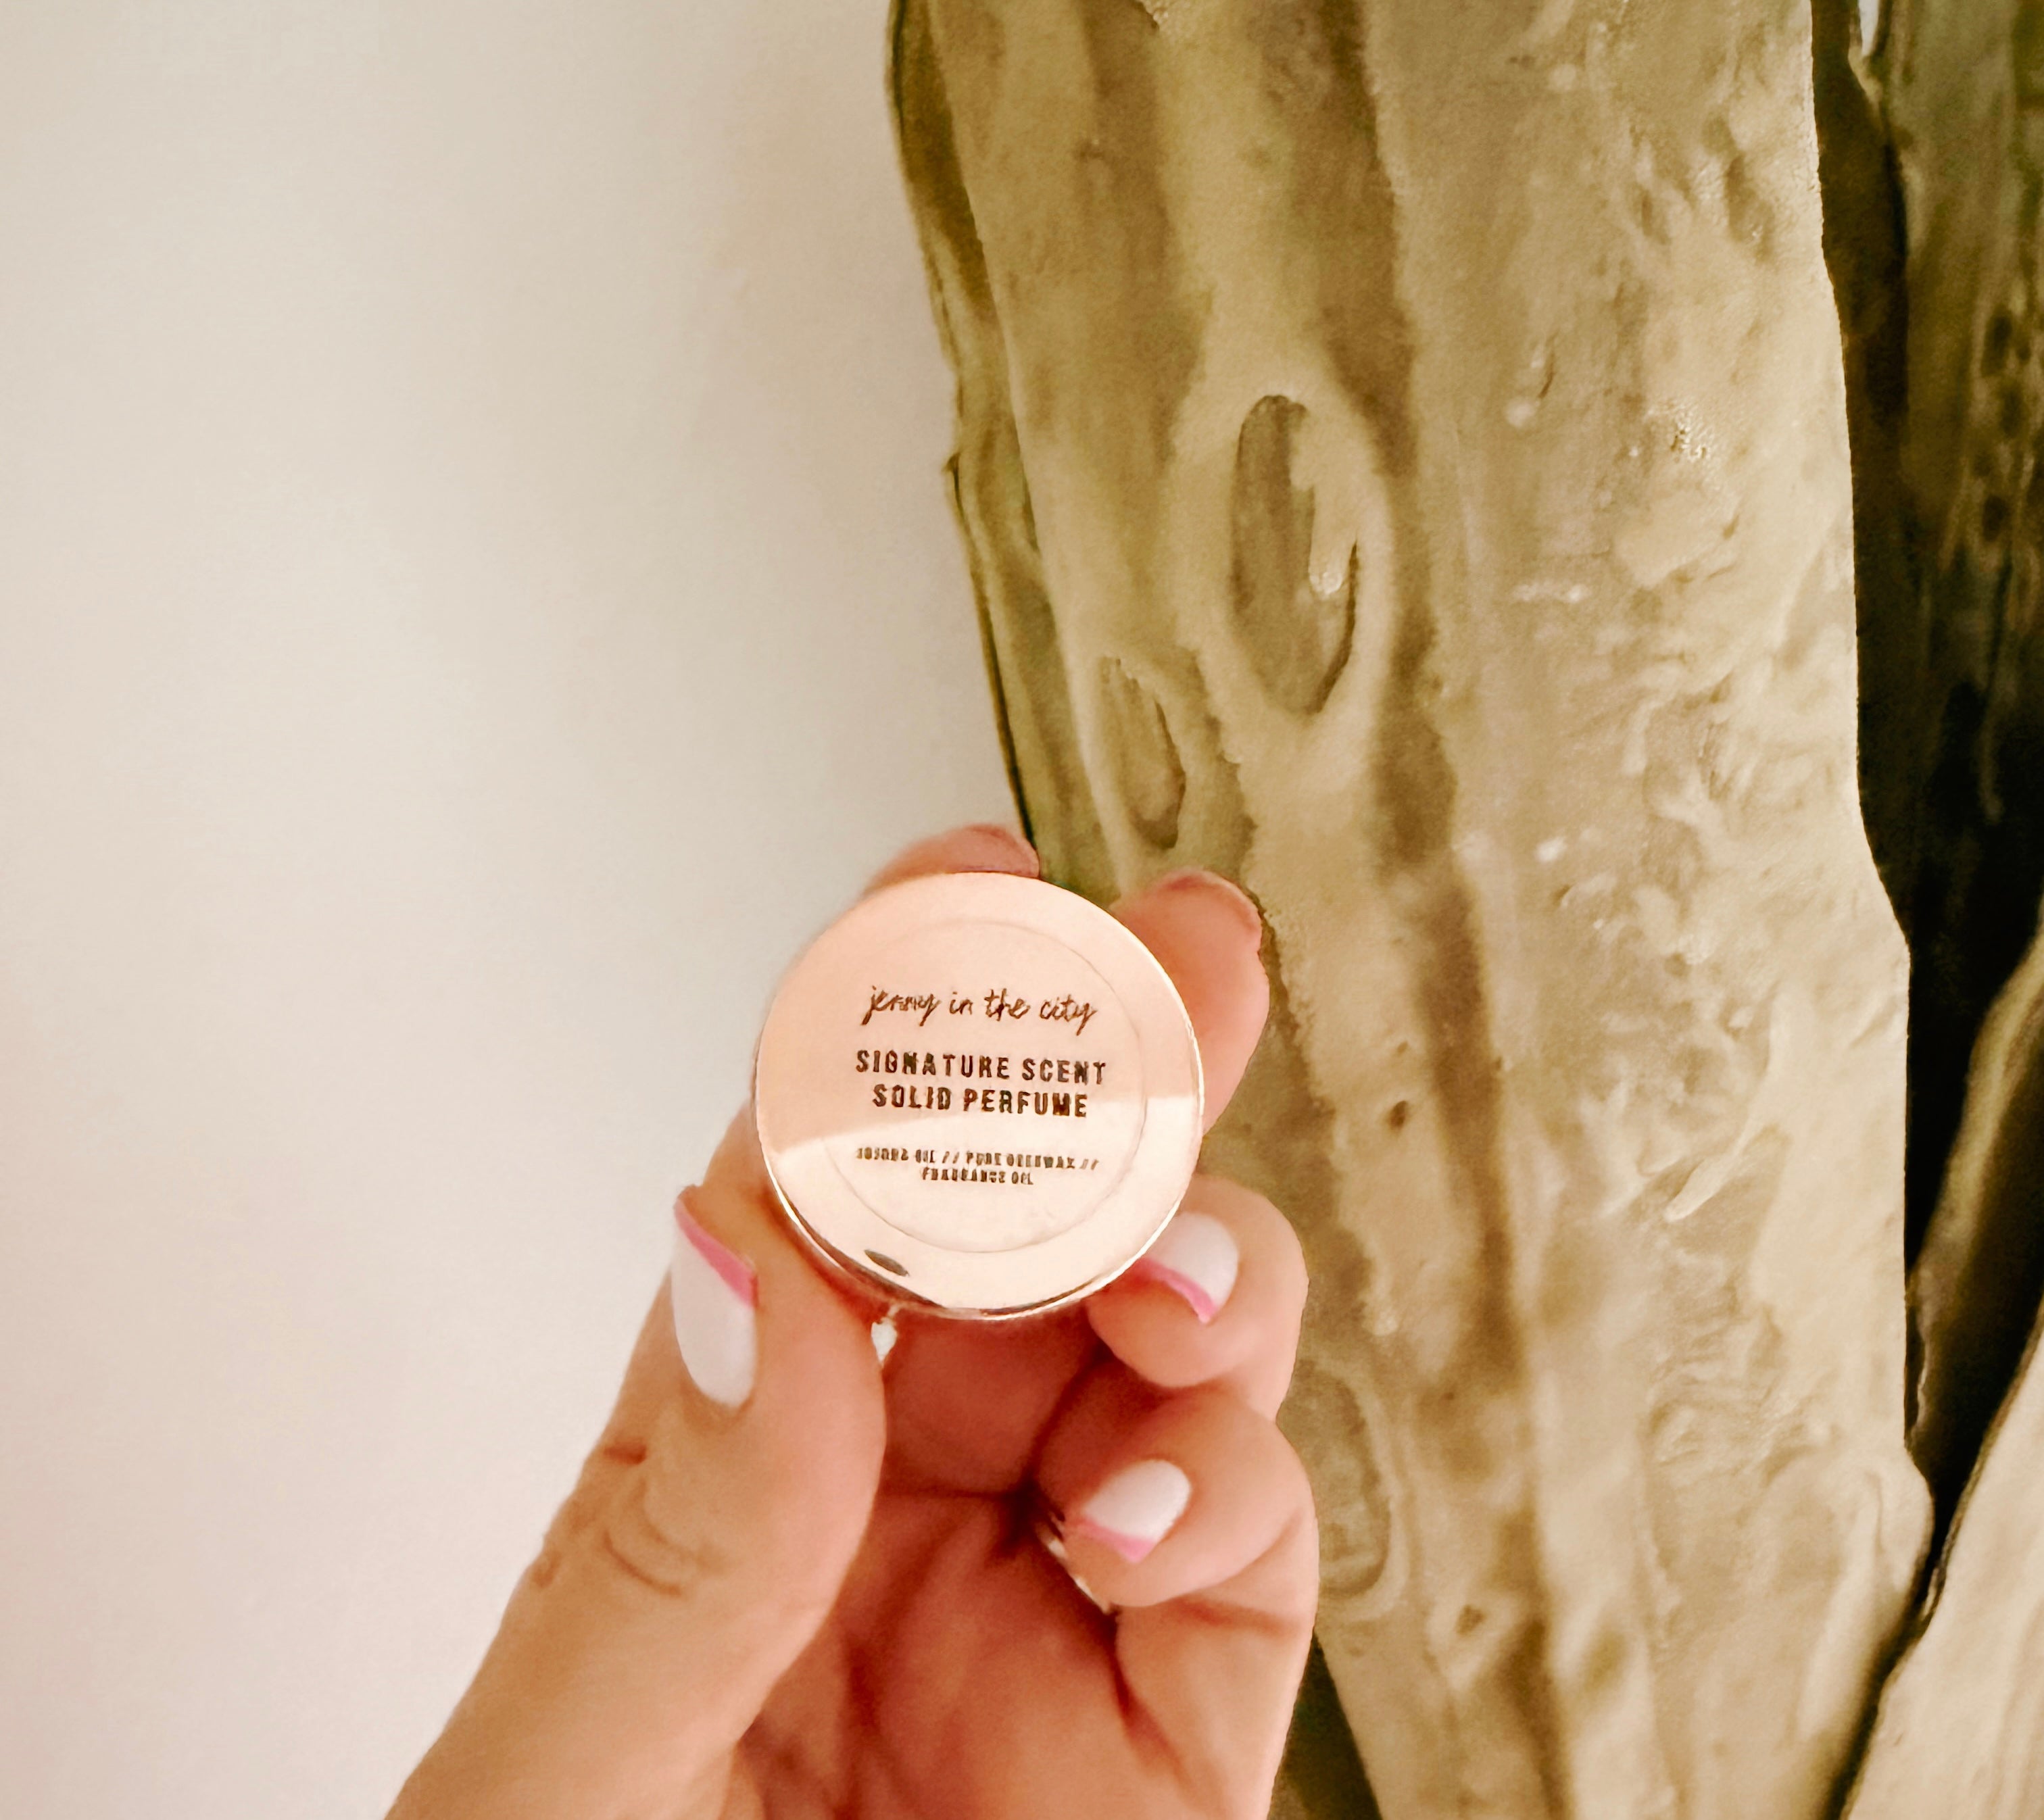 jenny in the city
SIGNATURE SCENT
SOLID PERFUME
JOJOBA OIL // PURE BEESWAX //
FRAGRANCE OIL